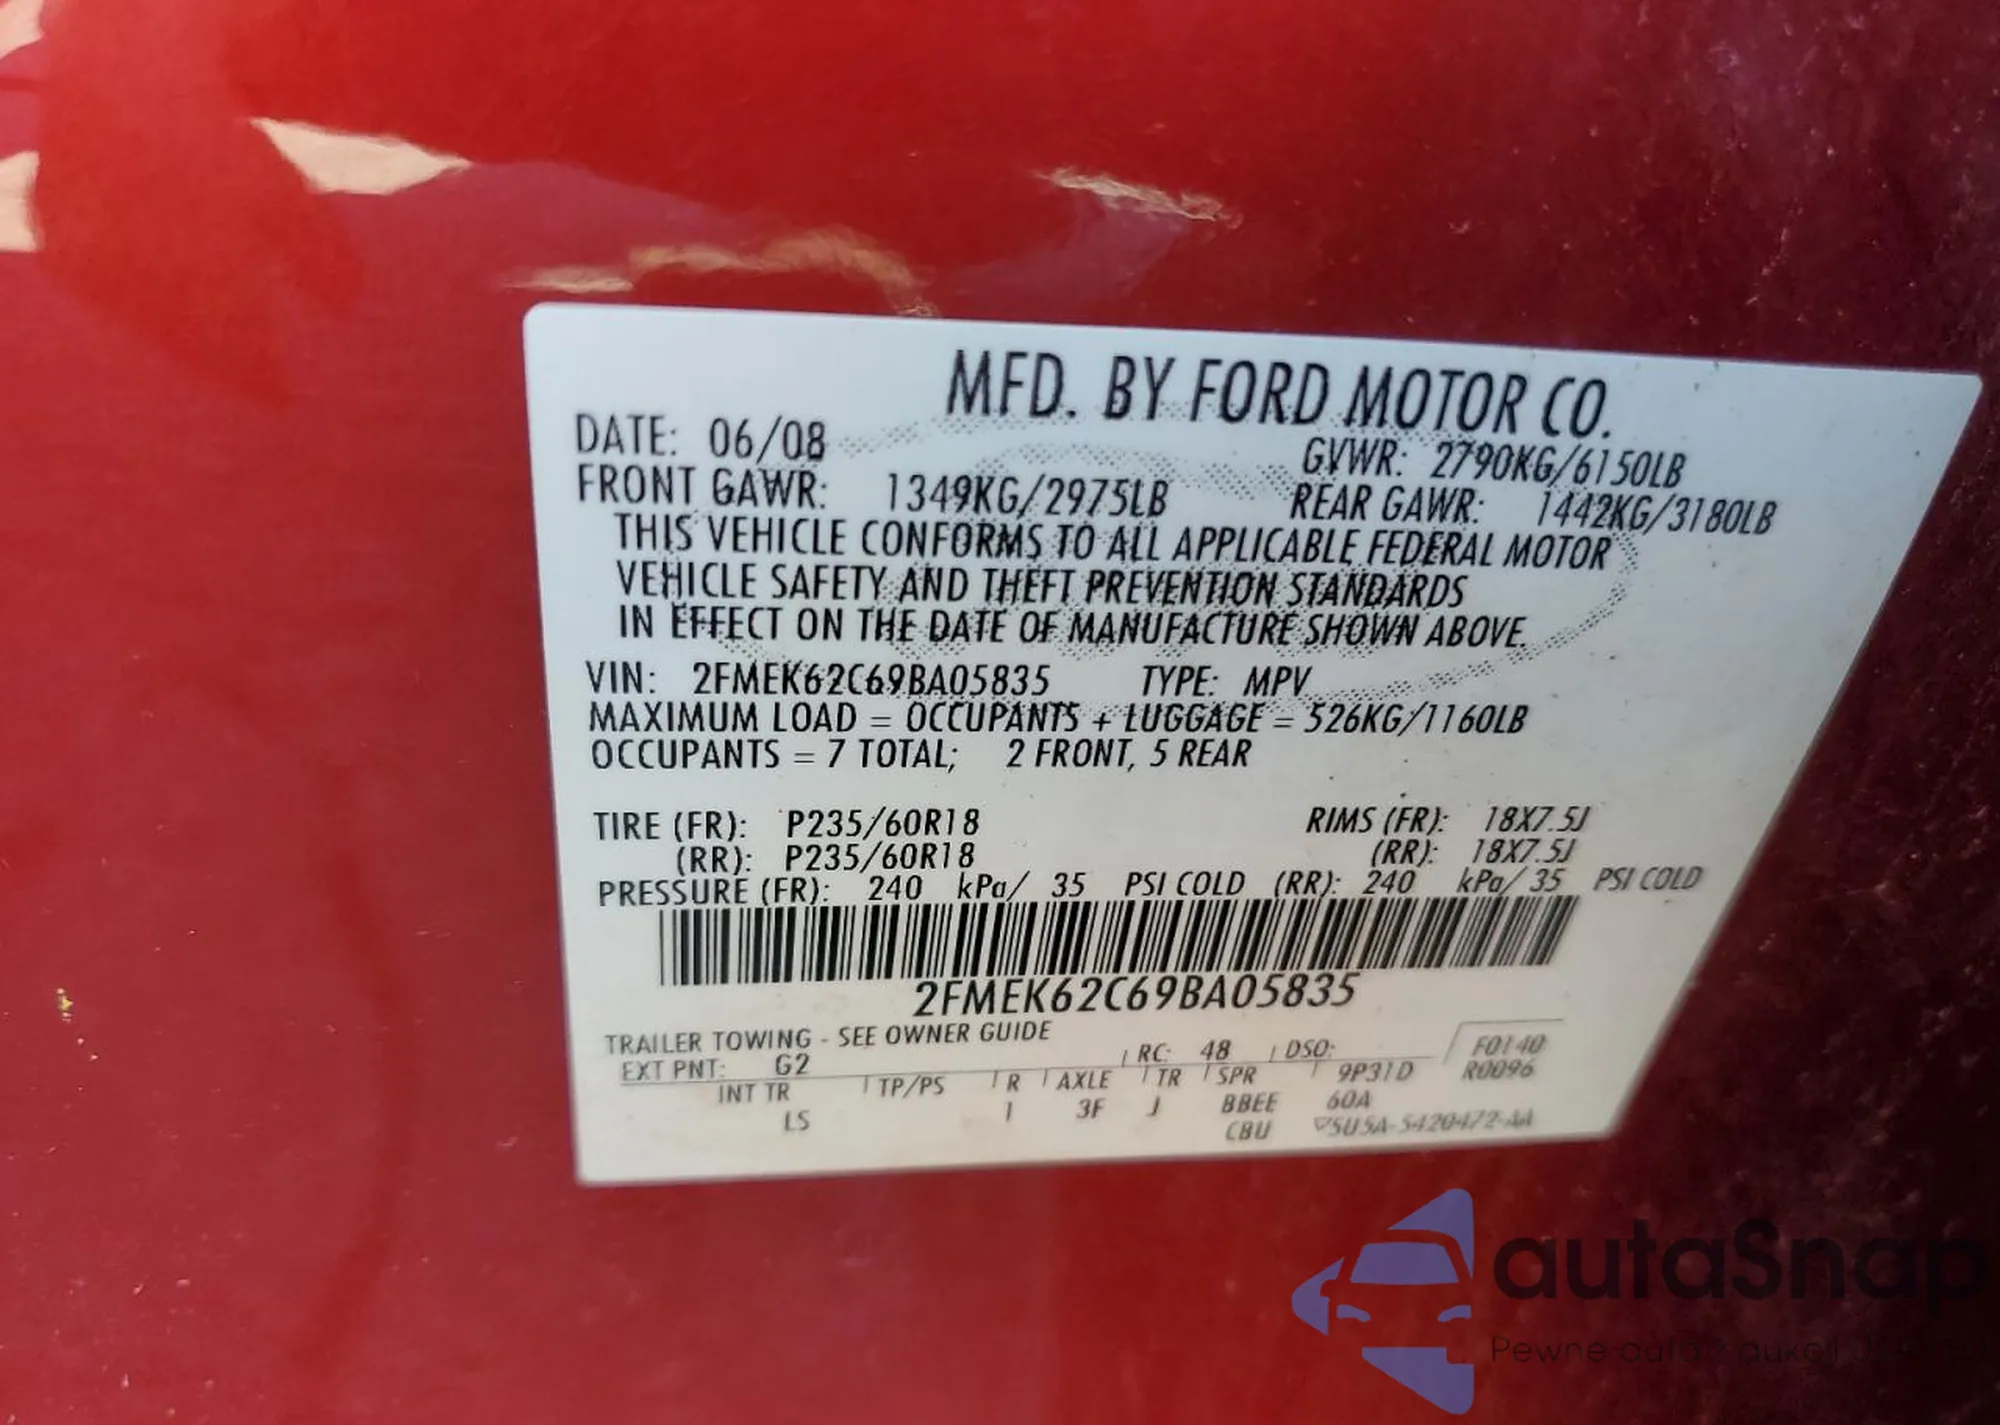 MFD. BY FORD MOTOR CO.
DATE: 06/08
GVWR: 2790KG/6150LB
FRONT GAWR: 1349KG/2975LB
REAR GAWR: 1442KG/3180LB
THIS VEHICLE CONFORMS TO ALL APPLICABLE FEDERAL MOTOR
VEHICLE SAFETY AND THEFT PREVENTION STANDARDS
IN EFFECT ON THE DATE OF MANUFACTURE SHOWN ABOVE.
VIN: 2FMEK62C69BA05835 TYPE: MPV
MAXIMUM LOAD = OCCUPANTS + LUGGAGE = 526KG/1160LB
OCCUPANTS = 7 TOTAL; 2 FRONT, 5 REAR
TIRE (FR): P235/60R18 RIMS (FR): 18X7.5J
(RR): P235/60R18 (RR): 18X7.5J
PRESSURE (FR): 240 kPa/ 35 PSI COLD (RR): 240 kPa/ 35 PSI COLD
2FMEK62C69BA05835
TRAILER TOWING - SEE OWNER GUIDE
EXT PNT: G2 RC: 48 DSO: F0140
INT TR TP/PS R AXLE TR SPR 9P31D R0096
LS 1 3F J BBEE 60A
CBU
autaSnap
Pewne auta z aukcji